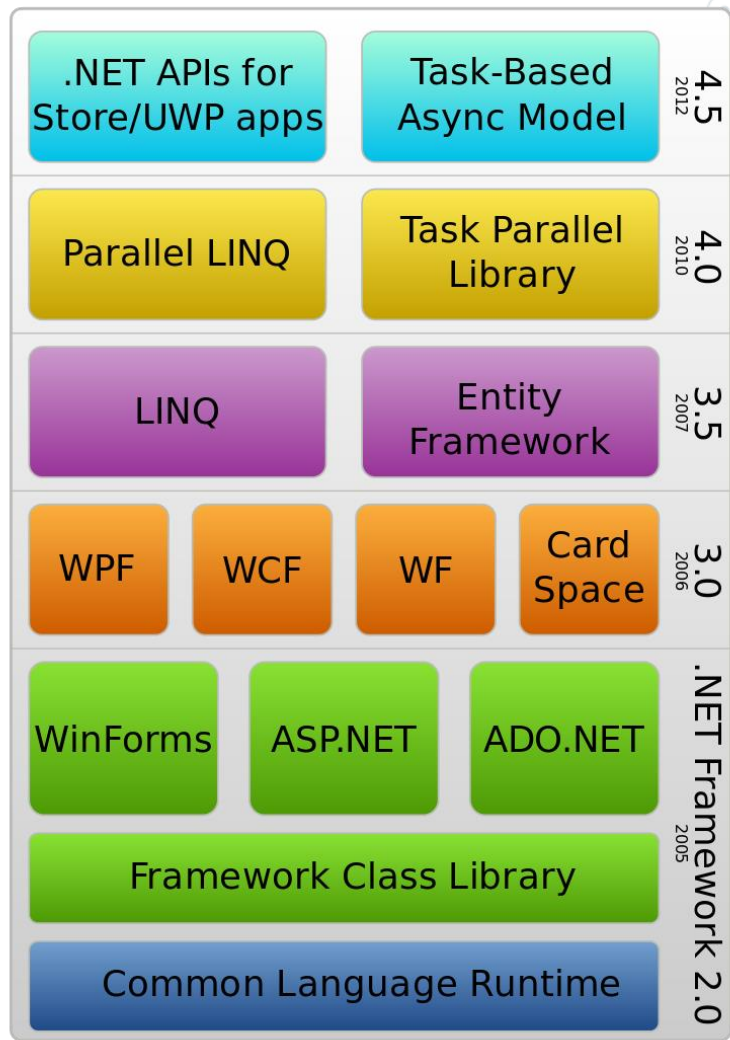 .NET APIs for
Store/UWP apps
Task-Based
Async Model
4.5
2012
Parallel LINQ
Task Parallel
Library
4.0
2010
LINQ
Entity
Framework
3.5
2007
WPF
WCF
WF
Card
Space
3.0
2006
WinForms
ASP.NET
ADO.NET
Framework Class Library
Common Language Runtime
.NET Framework 2.0
2005